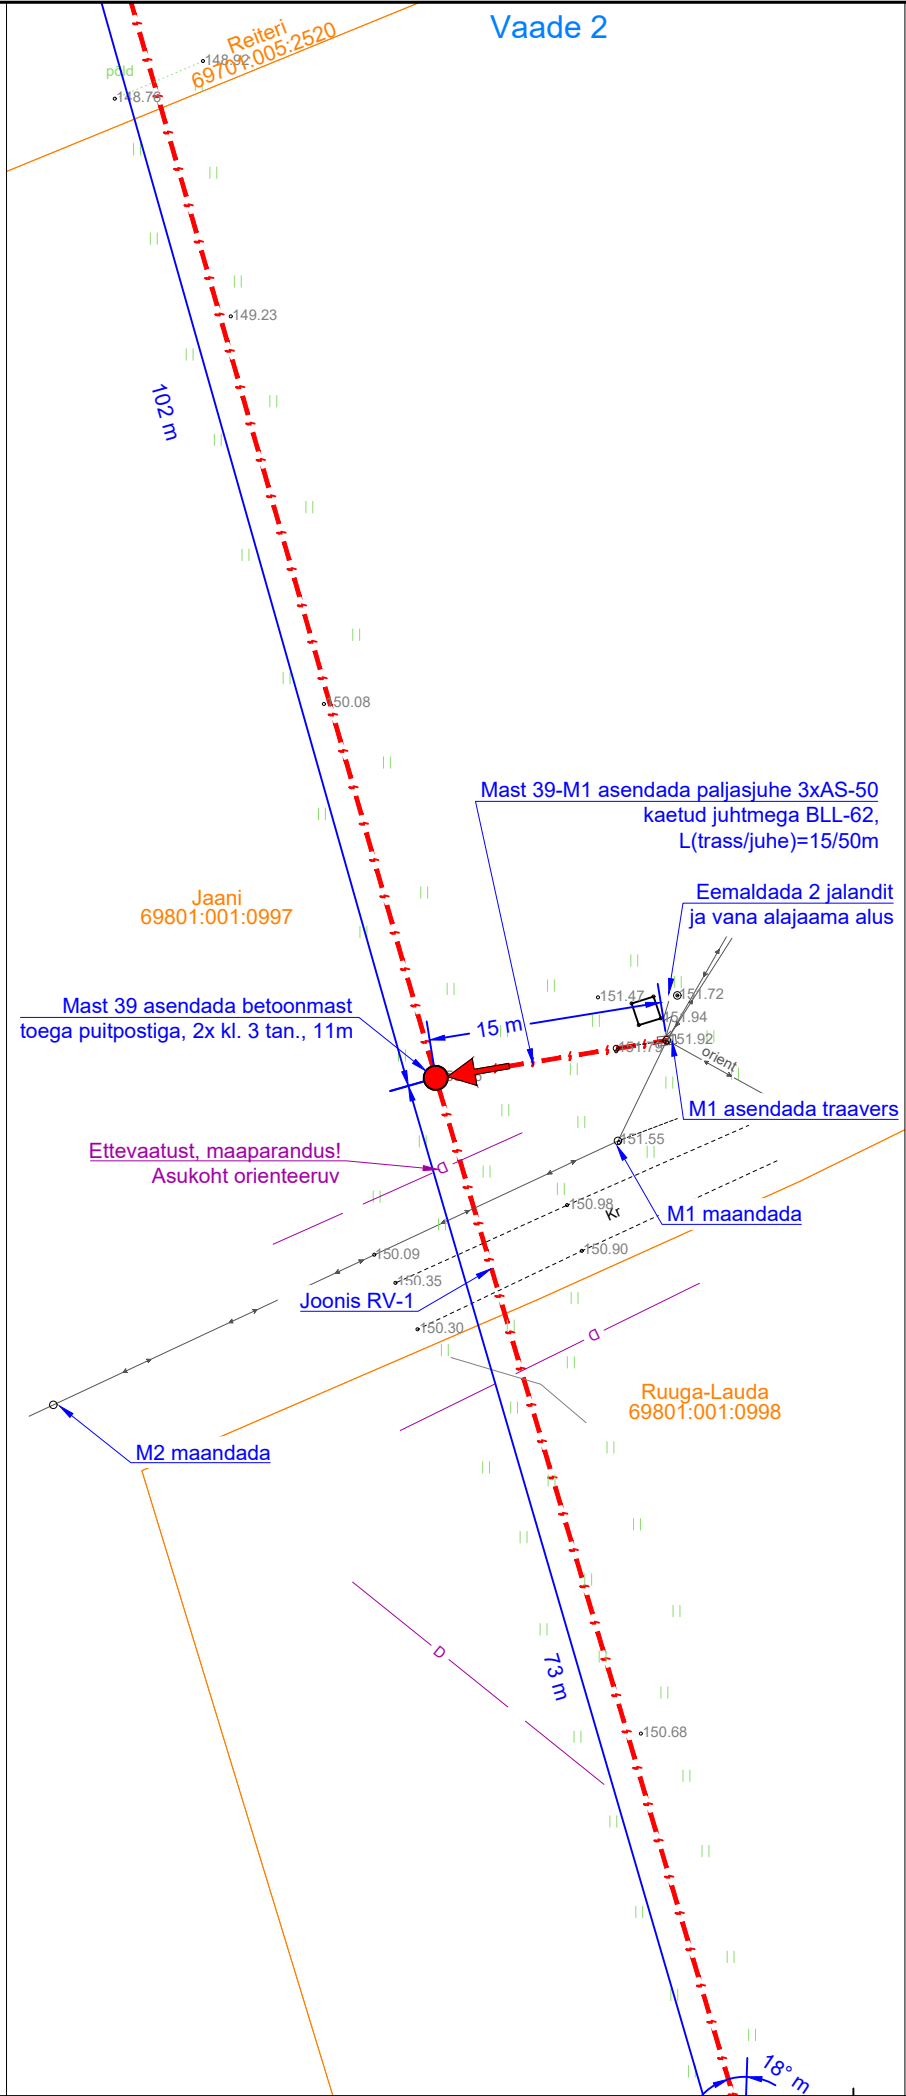 Vaade 2
Reiteri
69701:005:2520
148.92
põld
148.73
149.23
102 m
150.08
Mast 39-M1 asendada paljasjuhe 3xAS-50
kaetud juhtmega BLL-62,
L(trass/juhe)=15/50m
Jaani
69801:001:0997
Eemaldada 2 jalandit
ja vana alajaama alus
151.47
151.72
151.94
Mast 39 asendada betoonmast
toega puitpostiga, 2x kl. 3 tan., 11m
15 m
151.92
orient
M1 asendada traavers
Ettevaatust, maaparandus!
Asukoht orienteeruv
D
151.55
150.98
Kr
M1 maandada
150.09
150.90
150.35
Joonis RV-1
150.30
D
Ruuga-Lauda
69801:001:0998
M2 maandada
D
73 m
150.68
18° m